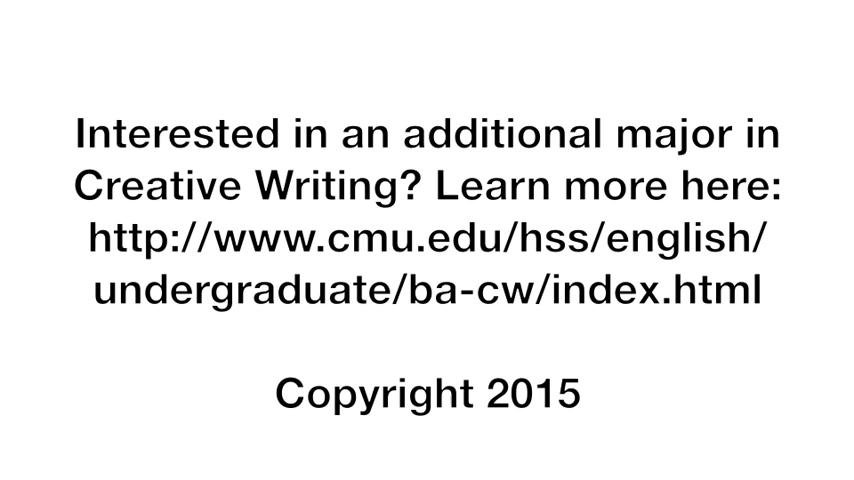 Interested in an additional major in
Creative Writing? Learn more here:
http://www.cmu.edu/hss/english/
undergraduate/ba-cw/index.html
Copyright 2015